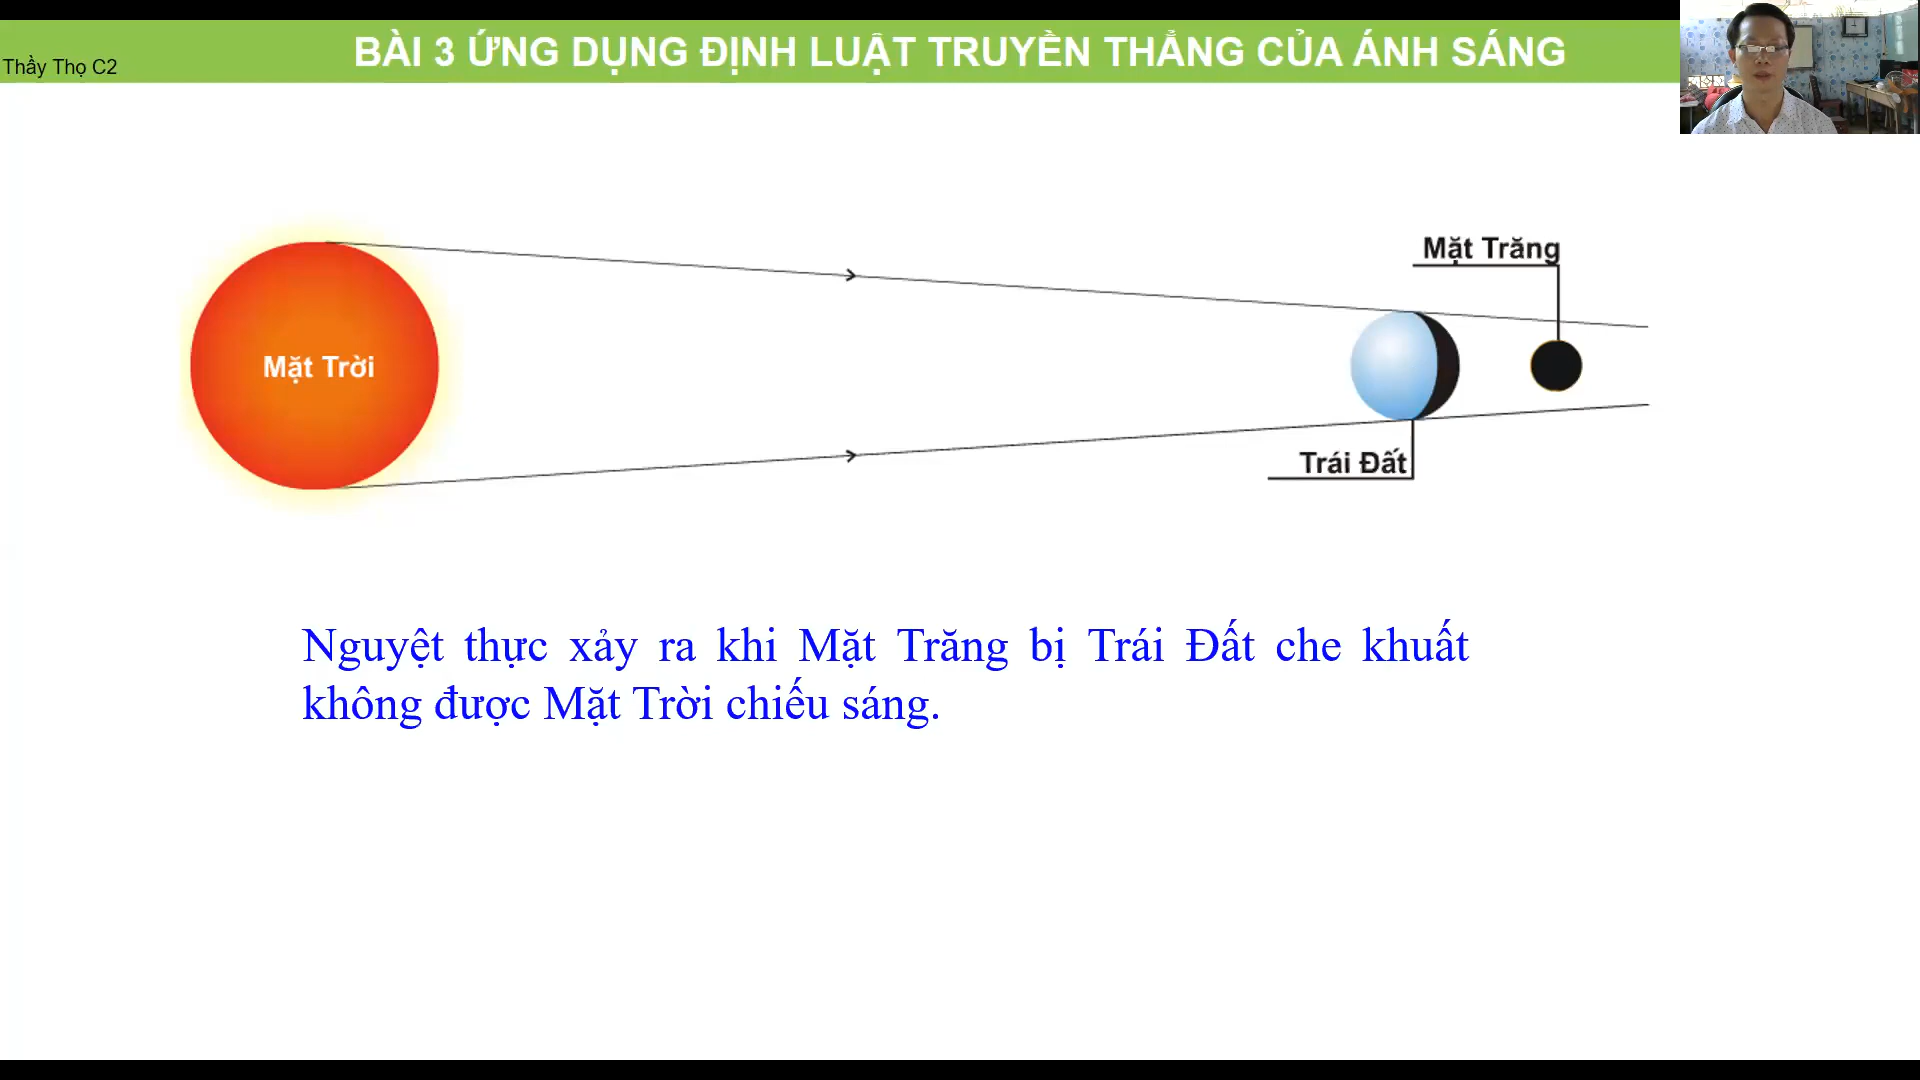 Thầy Thọ C2
BÀI 3 ỨNG DỤNG ĐỊNH LUẬT TRUYỀN THẲNG CỦA ÁNH SÁNG
Mặt Trăng
Mặt Trời
Trái Đất
Nguyệt thực xảy ra khi Mặt Trăng bị Trái Đất che khuất
không được Mặt Trời chiếu sáng.